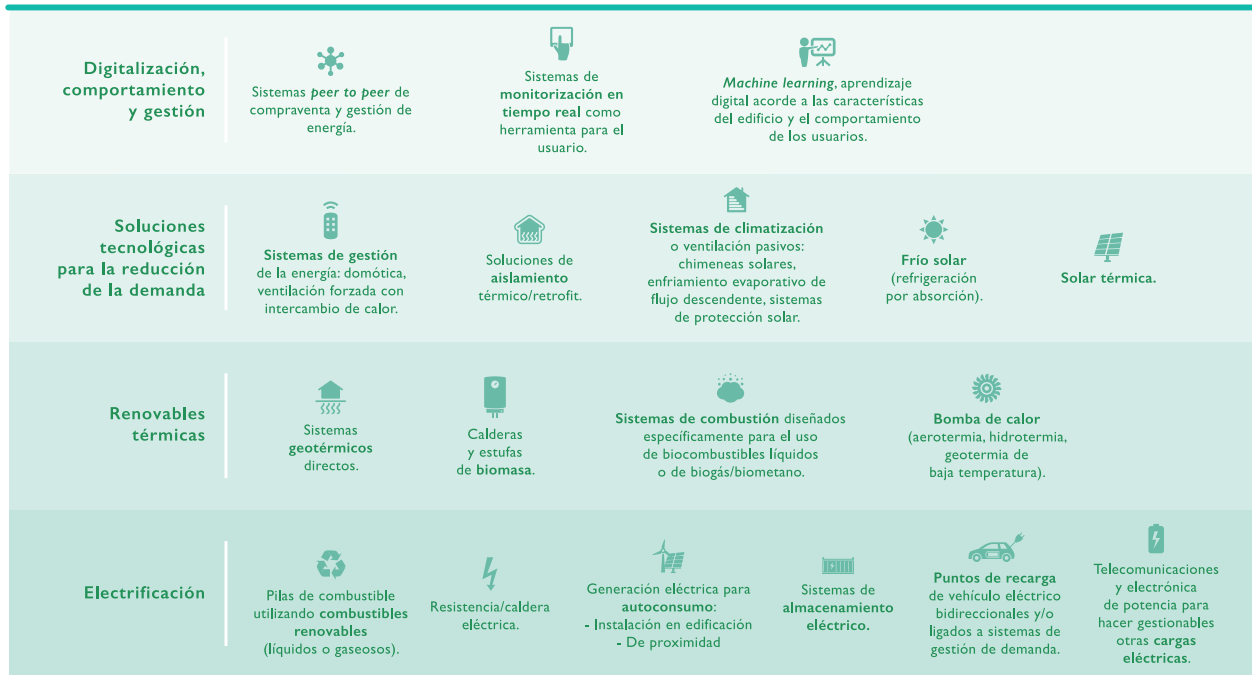 Digitalización,
comportamiento
y gestión
Sistemas peer to peer de
compraventa y gestión de
energía.
Sistemas de
monitorización en
tiempo real como
herramienta para el
usuario.
Machine learning, aprendizaje
digital acorde a las características
del edificio y el comportamiento
de los usuarios.
Soluciones
tecnológicas
para la reducción
de la demanda
Sistemas de gestión
de la energía: domótica,
ventilación forzada con
intercambio de calor.
Soluciones de
aislamiento
térmico/retrofit.
Sistemas de climatización
o ventilación pasivos:
chimeneas solares,
enfriamiento evaporativo de
flujo descendente, sistemas
de protección solar.
Frío solar
(refrigeración
por absorción).
Solar térmica.
Renovables
térmicas
Sistemas
geotérmicos
directos.
Calderas
y estufas
de biomasa.
Sistemas de combustión diseñados
específicamente para el uso
de biocombustibles líquidos
o de biogás/biometano.
Bomba de calor
(aerotermia, hidrotermia,
geotermia de
baja temperatura).
Electrificación
Pilas de combustible
utilizando combustibles
renovables
(líquidos o gaseosos).
Resistencia/caldera
eléctrica.
Generación eléctrica para
autoconsumo:
- Instalación en edificación
- De proximidad
Sistemas de
almacenamiento
eléctrico.
Puntos de recarga
de vehículo eléctrico
bidireccionales y/o
ligados a sistemas de
gestión de demanda.
Telecomunicaciones
y electrónica
de potencia para
hacer gestionables
otras cargas
eléctricas.